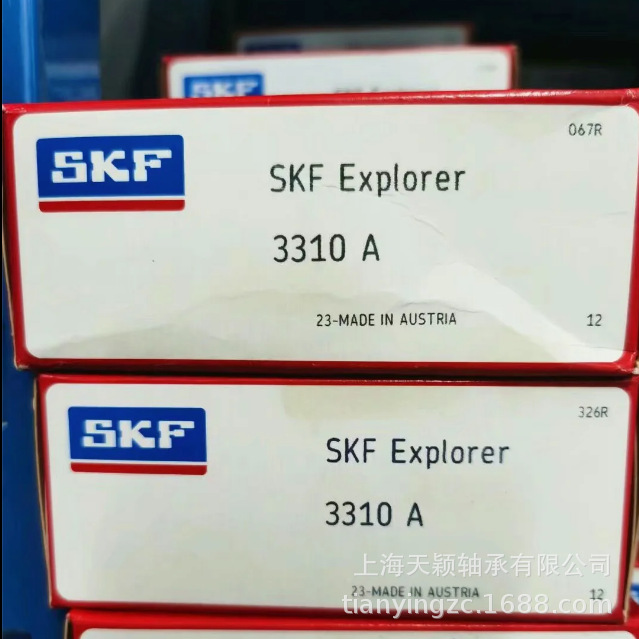 SKF
067R
SKF
SKF Explorer
3310 A
23-MADE IN AUSTRIA
12
326R
SKF
SKF Explorer
3310 A
上海天颖轴承有限公司
23-MADE IN AUSTRIA
12
tianyingzc.1688.com